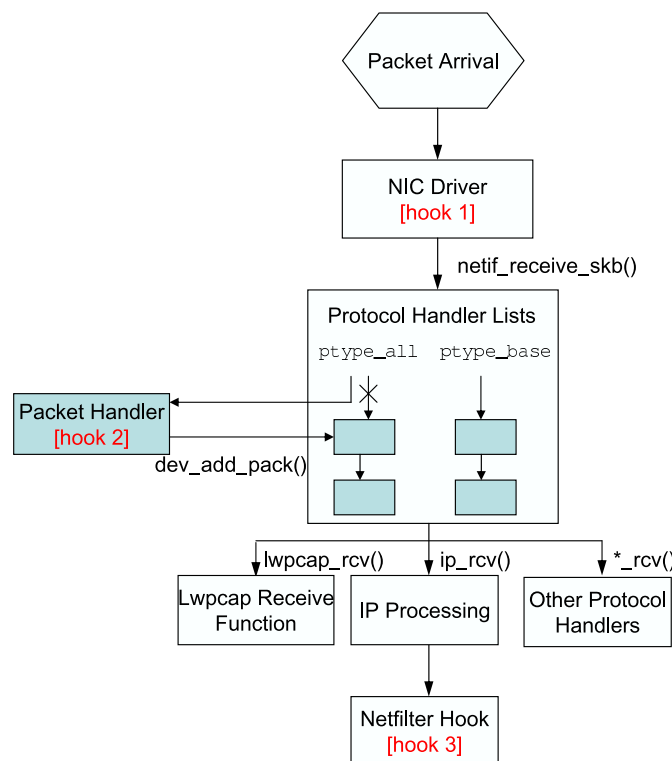 Packet Arrival
NIC Driver
[hook 1]
netif_receive_skb()
Protocol Handler Lists
ptype_all
ptype_base
Packet Handler
[hook 2]
dev_add_pack()
lwpcap_rcv()
ip_rcv()
*_rcv()
Lwpcap Receive
Function
IP Processing
Other Protocol
Handlers
Netfilter Hook
[hook 3]